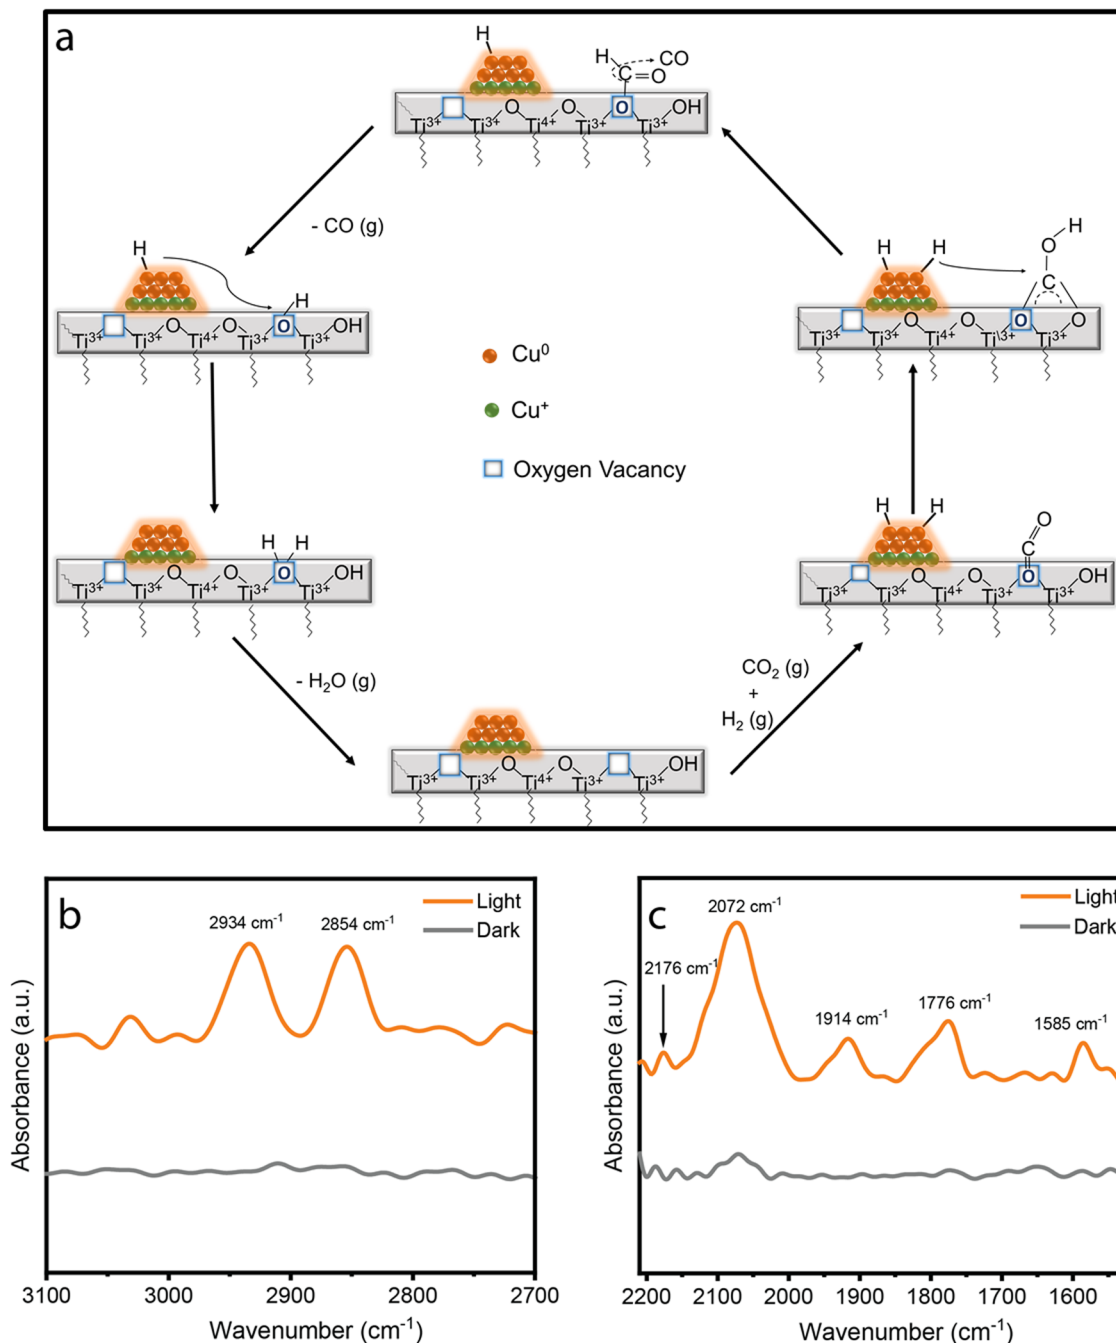 a
H
H
C
O
CO
Ti³⁺ Ti³⁺ O Ti⁴⁺ O Ti³⁺ O Ti³⁺ OH
- CO (g)
H
H
Ti³⁺ Ti³⁺ O Ti⁴⁺ O Ti³⁺ O Ti³⁺ OH
H
H
H
O
C
Ti³⁺ Ti³⁺ O Ti⁴⁺ O Ti³⁺ O Ti³⁺ O
Cu⁰
Cu⁺
Oxygen Vacancy
H
H
Ti³⁺ Ti³⁺ O Ti⁴⁺ O Ti³⁺ O Ti³⁺ OH
H
H
O
C
Ti³⁺ Ti³⁺ O Ti⁴⁺ O Ti³⁺ O Ti³⁺ OH
- H₂O (g)
CO₂ (g)
+
H₂ (g)
Ti³⁺ Ti³⁺ O Ti⁴⁺ O Ti³⁺ Ti³⁺ OH
b
Light
Dark
2934 cm⁻¹
2854 cm⁻¹
Absorbance (a.u.)
3100 3000 2900 2800 2700
Wavenumber (cm⁻¹)
c
Light
Dark
2072 cm⁻¹
2176 cm⁻¹
1914 cm⁻¹
1776 cm⁻¹
1585 cm⁻¹
Absorbance (a.u.)
2200 2100 2000 1900 1800 1700 1600
Wavenumber (cm⁻¹)